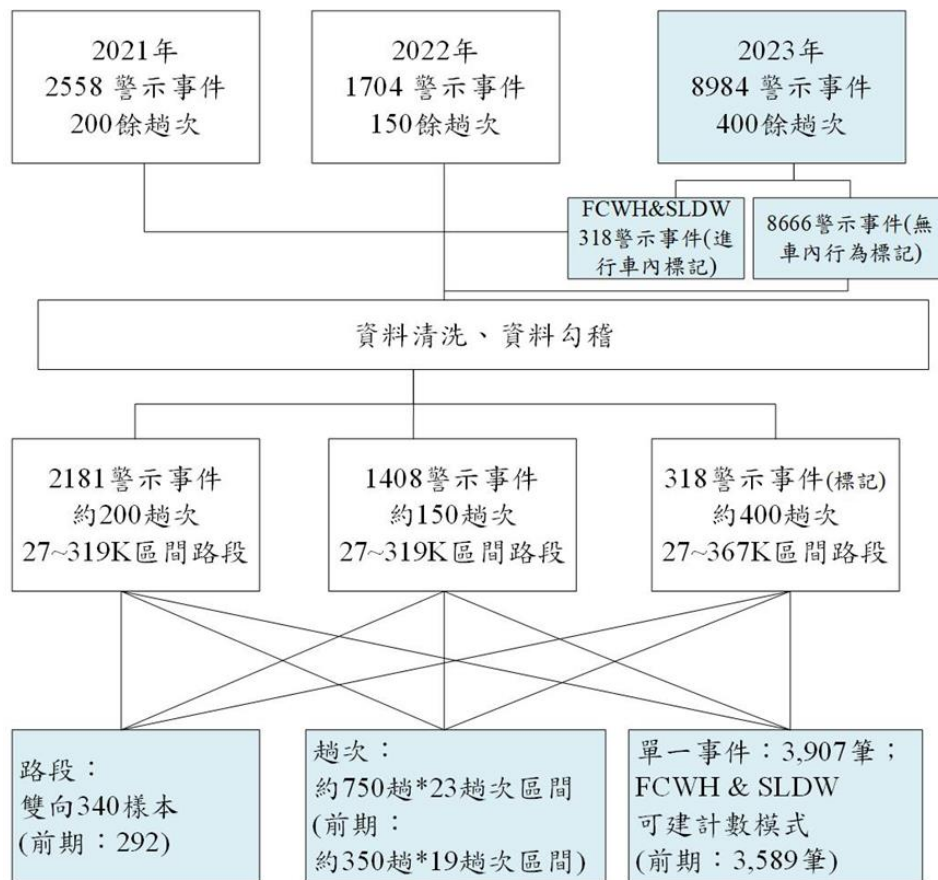 2021年
2558 警示事件
200餘趟次
2022年
1704 警示事件
150餘趟次
2023年
8984 警示事件
400餘趟次
FCWH&SLDW
318警示事件(進
行車內標記)
8666警示事件(無
車內行為標記)
資料清洗、資料勾稽
2181警示事件
約200趟次
27~319K區間路段
1408警示事件
約150趟次
27~319K區間路段
318警示事件(標記)
約400趟次
27~367K區間路段
路段：
雙向340樣本
(前期：292)
趟次：
約750趟*23趟次區間
(前期：
約350趟*19趟次區間)
單一事件：3,907筆；
FCWH & SLDW
可建計數模式
(前期：3,589筆)